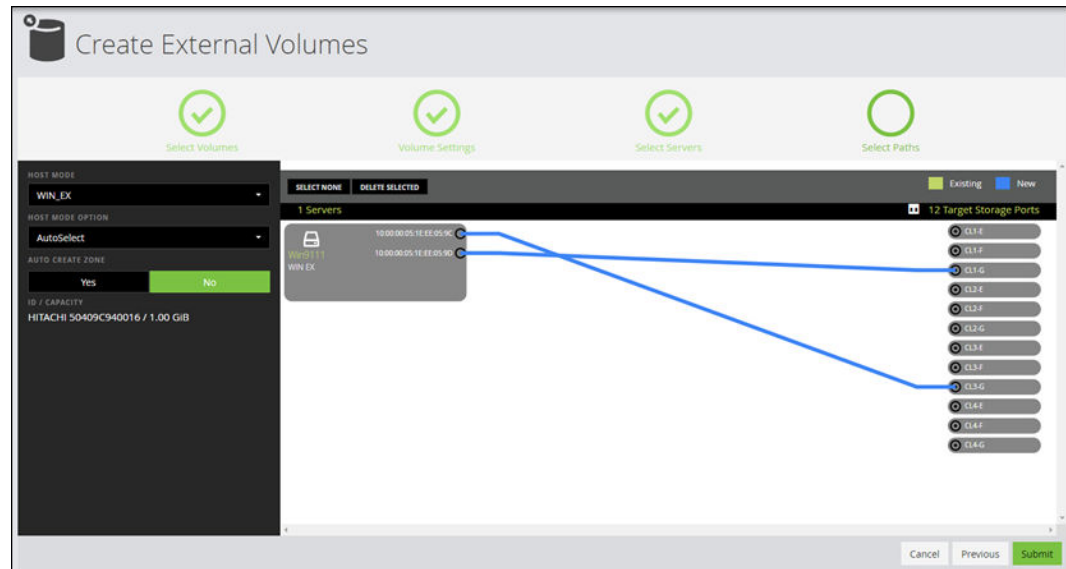 Create External Volumes
Select Volumes
Volume Settings
Select Servers
Select Paths
HOST MODE
WIN_EX
HOST MODE OPTION
AutoSelect
AUTO CREATE ZONE
Yes No
ID / CAPACITY
HITACHI 50409C940016 / 1.00 GiB
SELECT NONE DELETE SELECTED
Existing New
1 Servers
12 Target Storage Ports
Win9111
WIN EX
10:00:00:05:1E:EE:05:9C
10:00:00:05:1E:EE:05:9D
CL1-E
CL1-F
CL1-G
CL2-E
CL2-F
CL2-G
CL3-E
CL3-F
CL3-G
CL4-E
CL4-F
CL4-G
Cancel Previous Submit